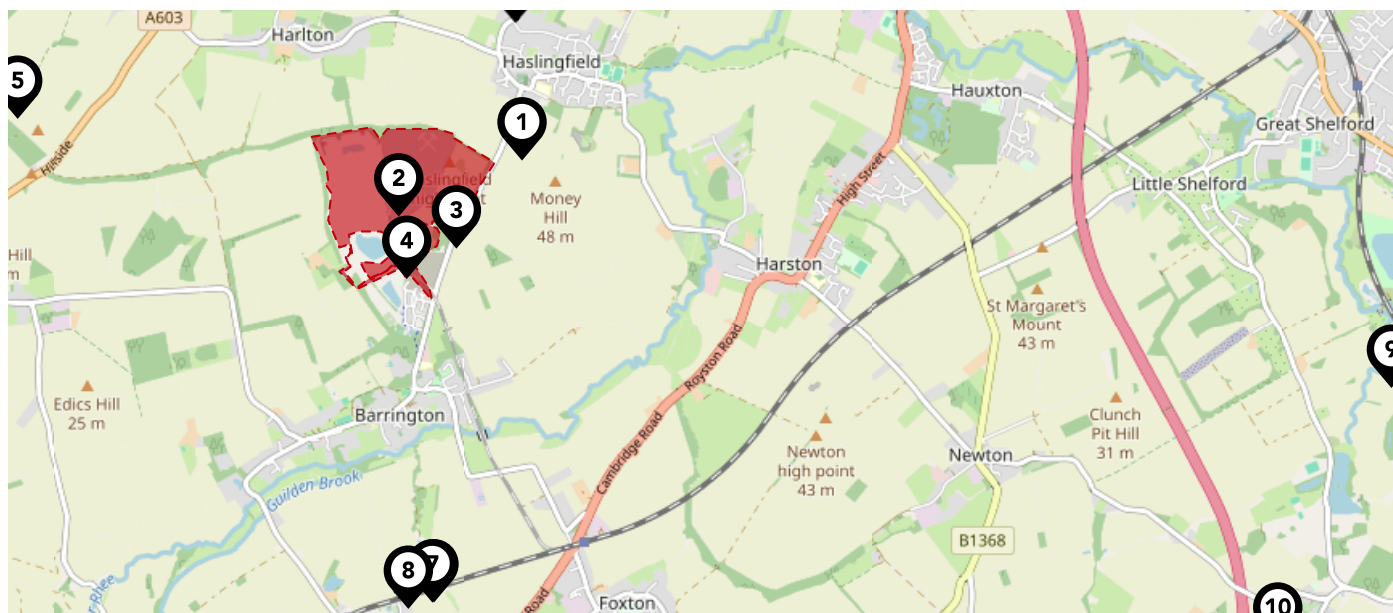 A603
Harlton
Haslingfield
5
1
Hauxton
Great Shelford
Hillside
2
slingfield
High Street
Little Shelford
3
Money
Hill
48 m
4
Hill
m
Harston
St Margaret's
Mount
43 m
9
Royston Road
Edics Hill
25 m
Barrington
Clunch
Pit Hill
31 m
Cambridge Road
Newton
high point
43 m
Newton
Guilden Brook
B1368
8
7
Road
Foxton
10